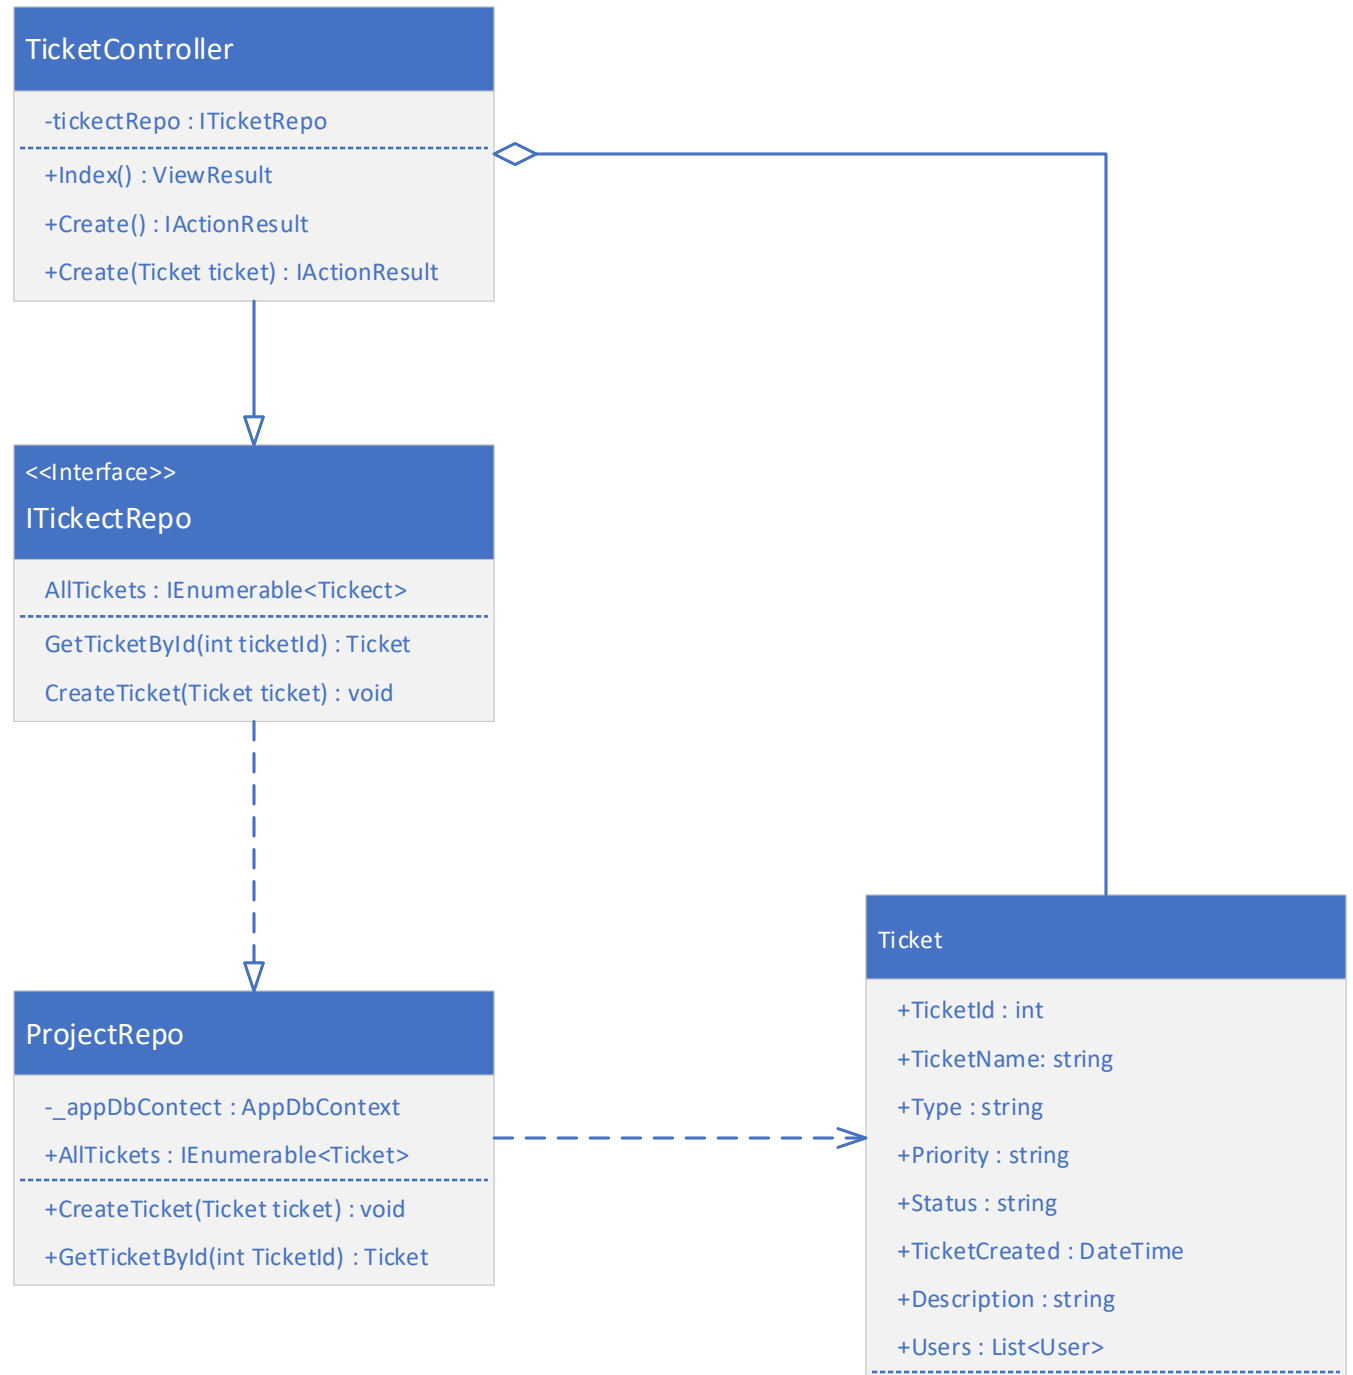 TicketController
-tickectRepo : ITicketRepo
+Index() : ViewResult
+Create() : IActionResult
+Create(Ticket ticket) : IActionResult
<<Interface>>
ITickectRepo
AllTickets : IEnumerable<Tickect>
GetTicketById(int ticketId) : Ticket
CreateTicket(Ticket ticket) : void
ProjectRepo
-_appDbContect : AppDbContext
+AllTickets : IEnumerable<Ticket>
+CreateTicket(Ticket ticket) : void
+GetTicketById(int TicketId) : Ticket
Ticket
+TicketId : int
+TicketName: string
+Type : string
+Priority : string
+Status : string
+TicketCreated : DateTime
+Description : string
+Users : List<User>